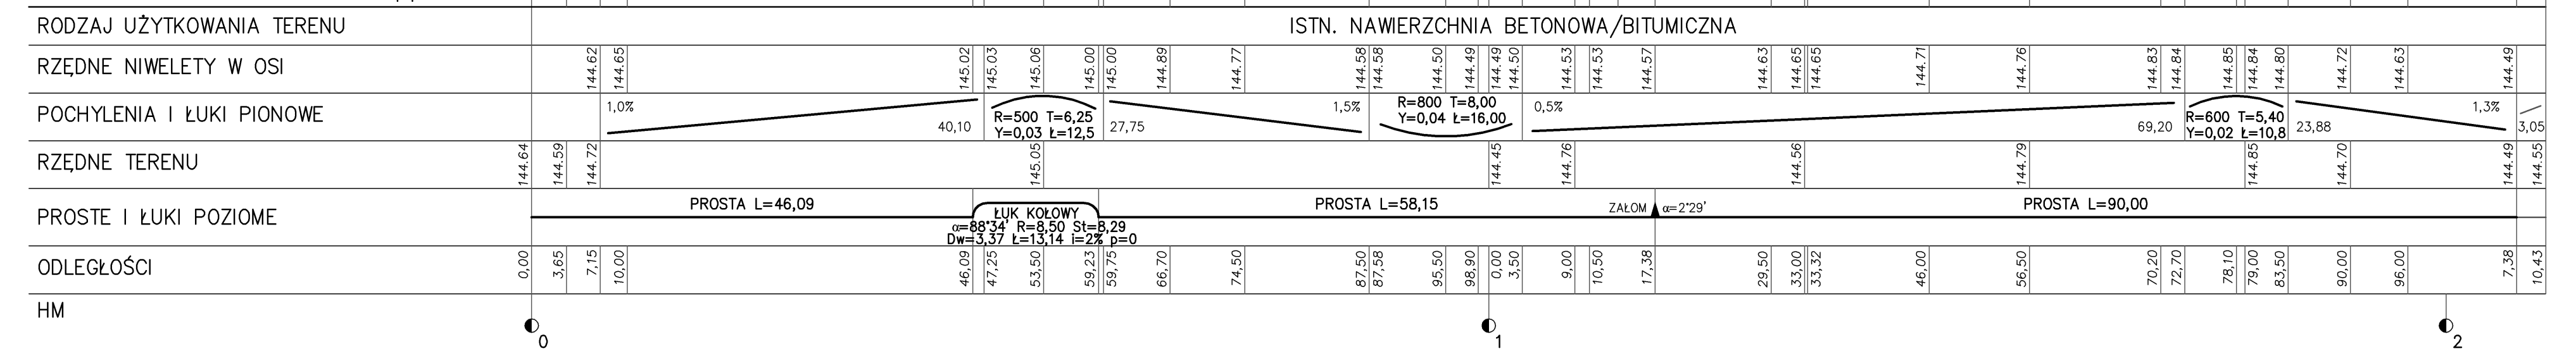 RODZAJ UŻYTKOWANIA TERENU ISTN. NAWIERZCHNIA BETONOWA/BITUMICZNA
RZĘDNE NIWELETY W OSI 144.62 144.65 145.02 145.03 145.06 145.00 145.00 144.89 144.77 144.58 144.58 144.50 144.49 144.49 144.50 144.53 144.53 144.57 144.63 144.65 144.65 144.71 144.76 144.83 144.84 144.85 144.84 144.80 144.72 144.63 144.49
POCHYLENIA I ŁUKI PIONOWE
1,0% 40,10
R=500 T=6,25
Y=0,03 Ł=12,5
27,75 1,5%
R=800 T=8,00
Y=0,04 Ł=16,00
0,5% 69,20
R=600 T=5,40
Y=0,02 Ł=10,8
23,88 1,3%
3,05
RZĘDNE TERENU 144.64 144.59 144.72 145.05 144.45 144.76 144.56 144.79 144.85 144.70 144.49 144.55
PROSTE I ŁUKI POZIOME
PROSTA L=46,09
ŁUK KOŁOWY
α=88°34' R=8,50 St=8,29
Dw=3,37 Ł=13,14 i=2% p=0
PROSTA L=58,15
ZAŁOM α=2°29'
PROSTA L=90,00
ODLEGŁOŚCI 0,00 3,65 7,15 10,00 46,09 47,25 53,50 59,23 59,75 66,70 74,50 87,50 87,58 95,50 98,90 0,00 3,50 9,00 10,50 17,38 29,50 33,00 33,32 46,00 56,50 70,20 72,70 78,10 79,00 83,50 90,00 96,00 7,38 10,43
HM
0 1 2